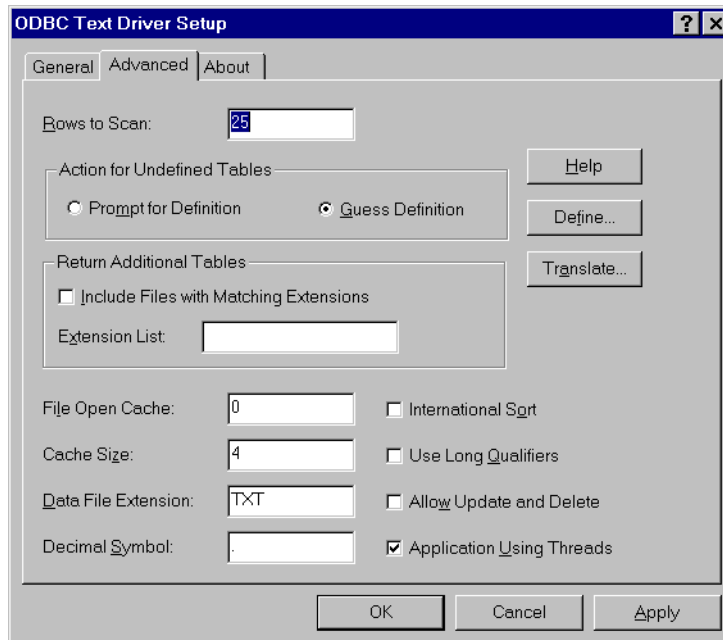 ODBC Text Driver Setup
General Advanced About
Rows to Scan: 25
Help
Action for Undefined Tables
Prompt for Definition Guess Definition
Define...
Return Additional Tables
Translate...
Include Files with Matching Extensions
Extension List:
File Open Cache: 0 International Sort
Cache Size: 4 Use Long Qualifiers
Data File Extension: TXT Allow Update and Delete
Decimal Symbol: . Application Using Threads
OK Cancel Apply